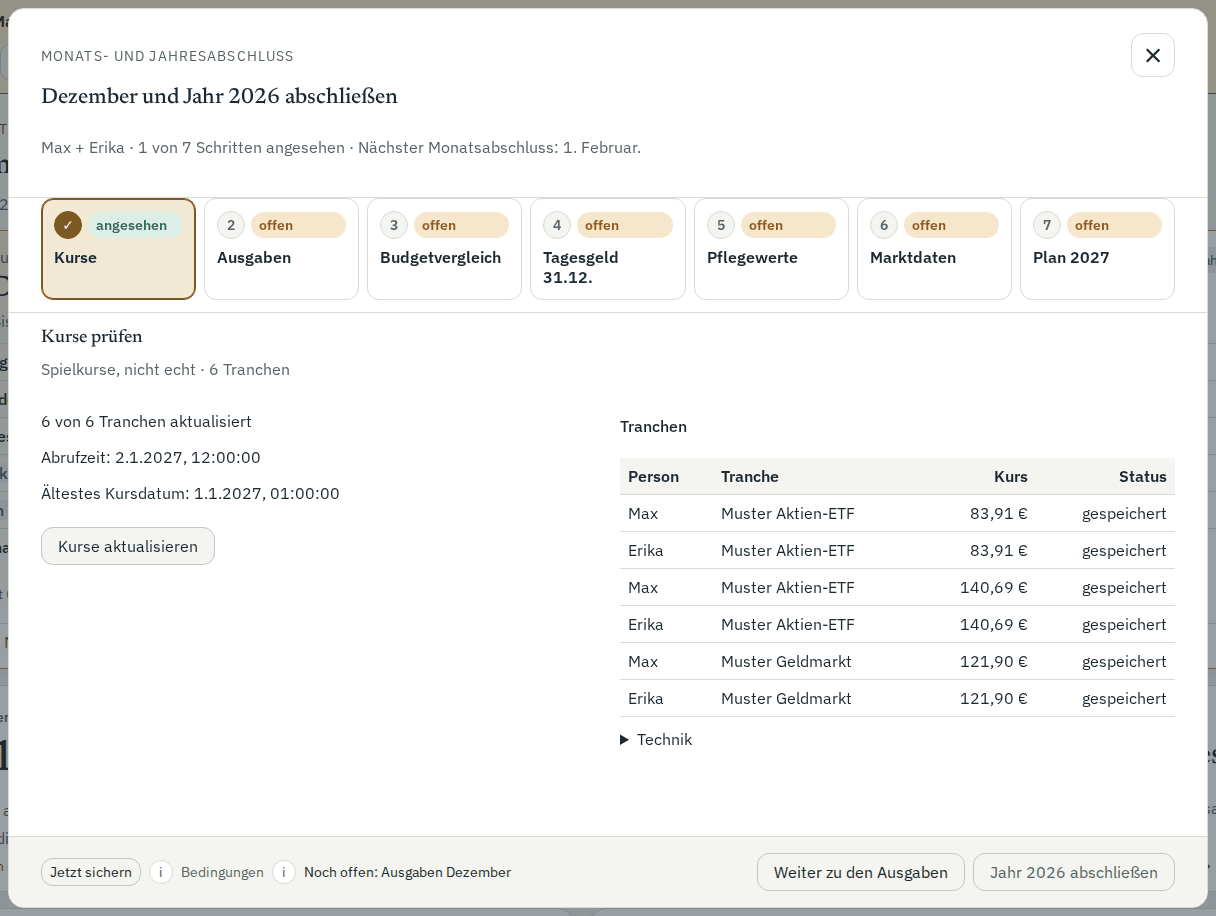 MONATS- UND JAHRESABSCHLUSS
Dezember und Jahr 2026 abschließen
Max + Erika · 1 von 7 Schritten angesehen · Nächster Monatsabschluss: 1. Februar.
✓ angesehen
Kurse
2 offen
Ausgaben
3 offen
Budgetvergleich
4 offen
Tagesgeld
31.12.
5 offen
Pflegewerte
6 offen
Marktdaten
7 offen
Plan 2027
Kurse prüfen
Spielkurse, nicht echt · 6 Tranchen
6 von 6 Tranchen aktualisiert
Abrufzeit: 2.1.2027, 12:00:00
Ältestes Kursdatum: 1.1.2027, 01:00:00
Kurse aktualisieren
Tranchen
Person Tranche Kurs Status
Max Muster Aktien-ETF 83,91 € gespeichert
Erika Muster Aktien-ETF 83,91 € gespeichert
Max Muster Aktien-ETF 140,69 € gespeichert
Erika Muster Aktien-ETF 140,69 € gespeichert
Max Muster Geldmarkt 121,90 € gespeichert
Erika Muster Geldmarkt 121,90 € gespeichert
Technik
Jetzt sichern i Bedingungen i Noch offen: Ausgaben Dezember
Weiter zu den Ausgaben
Jahr 2026 abschließen